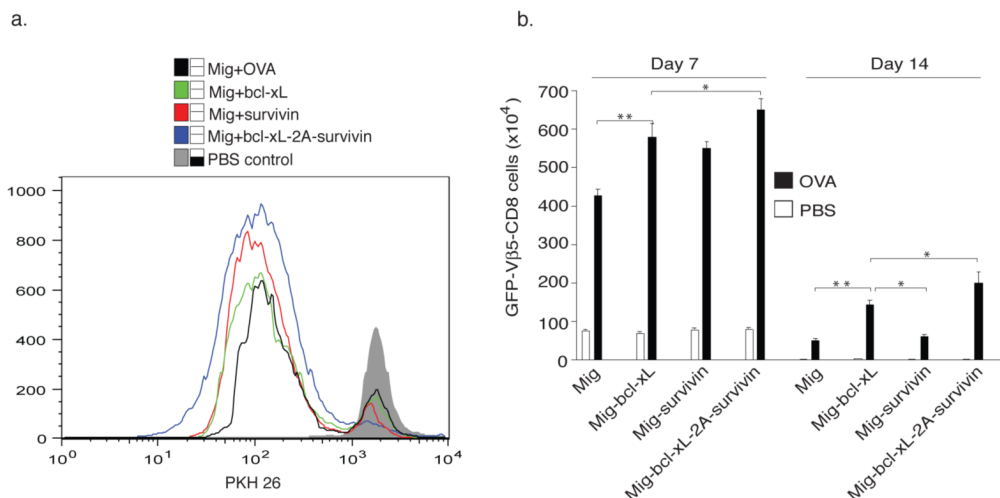 a.
Mig+OVA
Mig+bcl-xL
Mig+survivin
Mig+bcl-xL-2A-survivin
PBS control
1000
800
600
400
200
0
10⁰ 10¹ 10² 10³ 10⁴
PKH 26
b.
Day 7 Day 14
GFP-Vβ5-CD8 cells (x10⁴)
700
600
500
400
300
200
100
0
** *
OVA
PBS
** * *
Mig
Mig-bcl-xL
Mig-survivin
Mig-bcl-xL-2A-survivin
Mig
Mig-bcl-xL
Mig-survivin
Mig-bcl-xL-2A-survivin